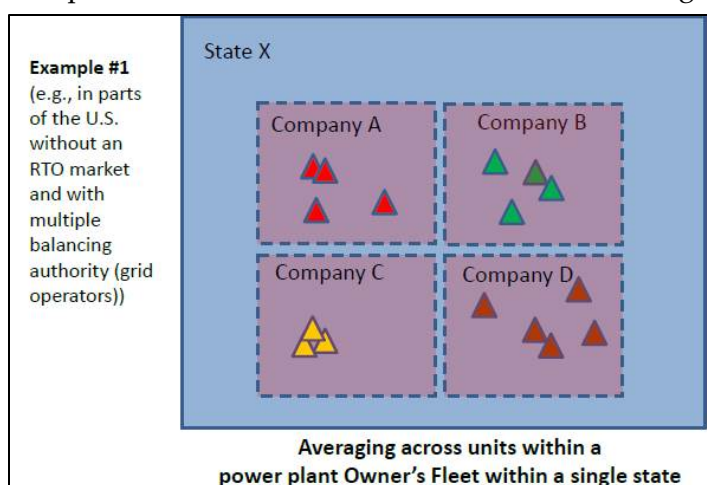 Example #1
(e.g., in parts
of the U.S.
without an
RTO market
and with
multiple
balancing
authority (grid
operators))
State X
Company A
Company B
Company C
Company D
Averaging across units within a
power plant Owner's Fleet within a single state